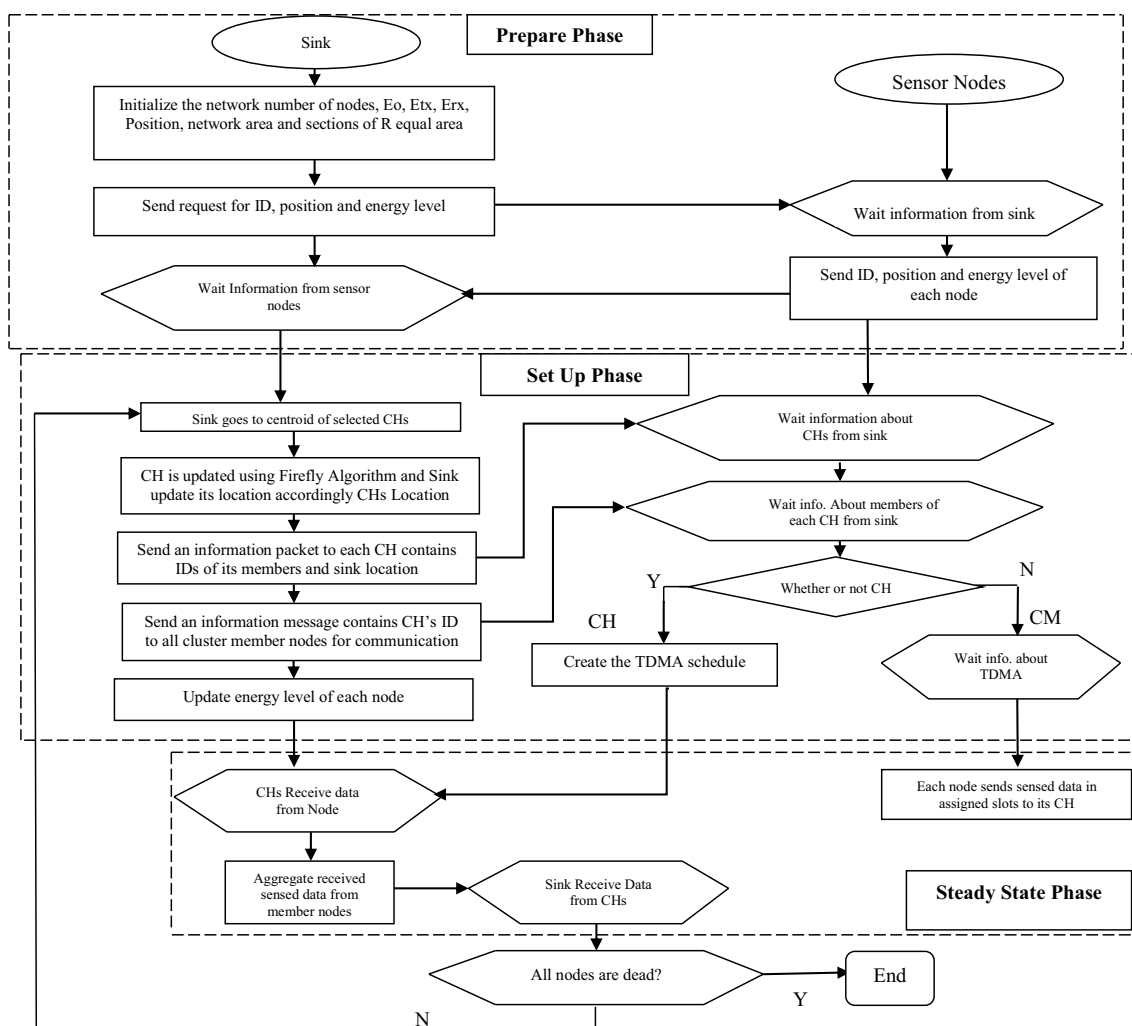 Prepare Phase
Sink
Sensor Nodes
Initialize the network number of nodes, Eo, Etx, Erx,
Position, network area and sections of R equal area
Send request for ID, position and energy level
Wait information from sink
Wait Information from sensor
nodes
Send ID, position and energy level of
each node
Set Up Phase
Sink goes to centroid of selected CHs
Wait information about
CHs from sink
CH is updated using Firefly Algorithm and Sink
update its location accordingly CHs Location
Wait info. About members of
each CH from sink
Send an information packet to each CH contains
IDs of its members and sink location
Y
Whether or not CH
N
Send an information message contains CH's ID
to all cluster member nodes for communication
CH
CM
Create the TDMA schedule
Wait info. about
TDMA
Update energy level of each node
CHs Receive data
from Node
Each node sends sensed data in
assigned slots to its CH
Aggregate received
sensed data from
member nodes
Sink Receive Data
from CHs
Steady State Phase
All nodes are dead?
End
Y
N